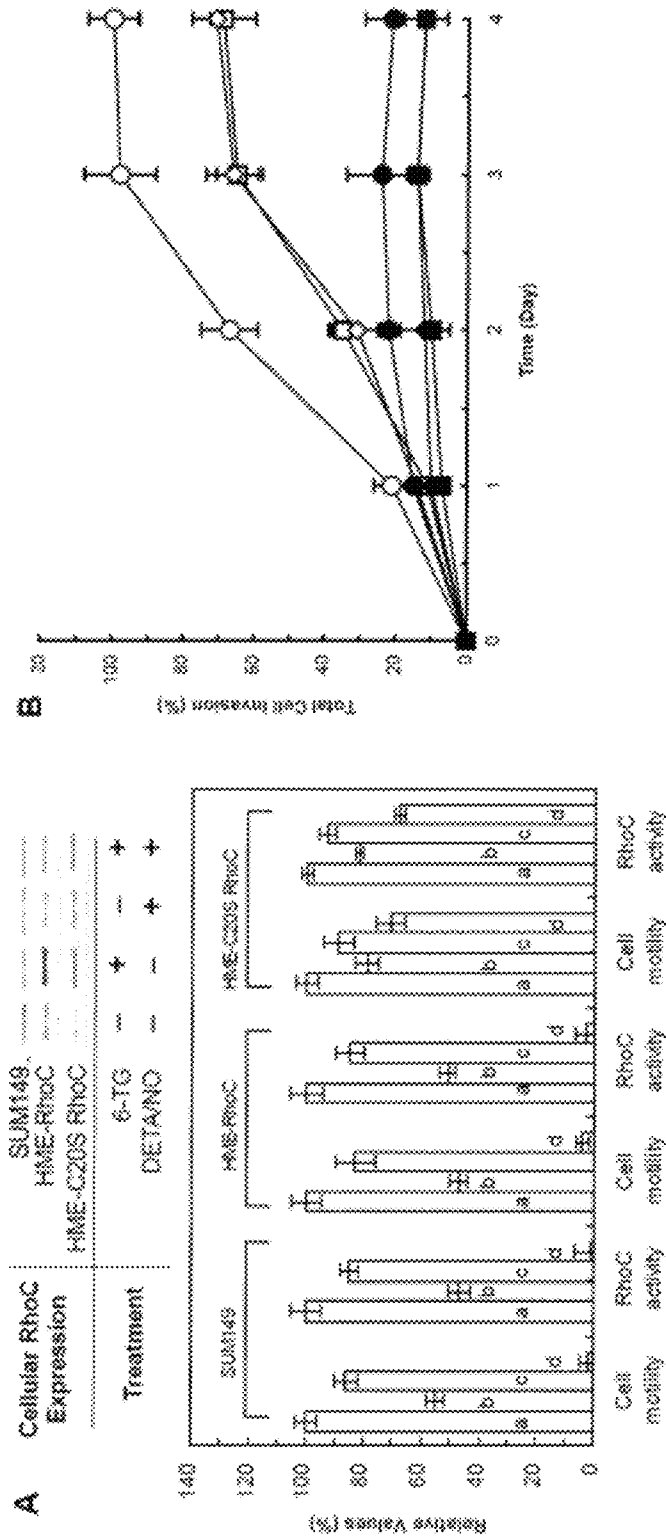 A
Cellular RhoC
Expression
SUM149
HME-RhoC
HME-C20S RhoC
Treatment
6-TG − + − +
DETA/NO − − + +
Relative Values (%)
140
120
100
80
60
40
20
0
SUM149
HME-RhoC
HME-C20S RhoC
a b c d a b c d a b c d a b c d a b c d a b c d
Cell motility
RhoC activity
Cell motility
RhoC activity
Cell motility
RhoC activity
B
Total Cell Invasion (%)
100
80
60
40
20
0
0 1 2 3 4
Time (Day)